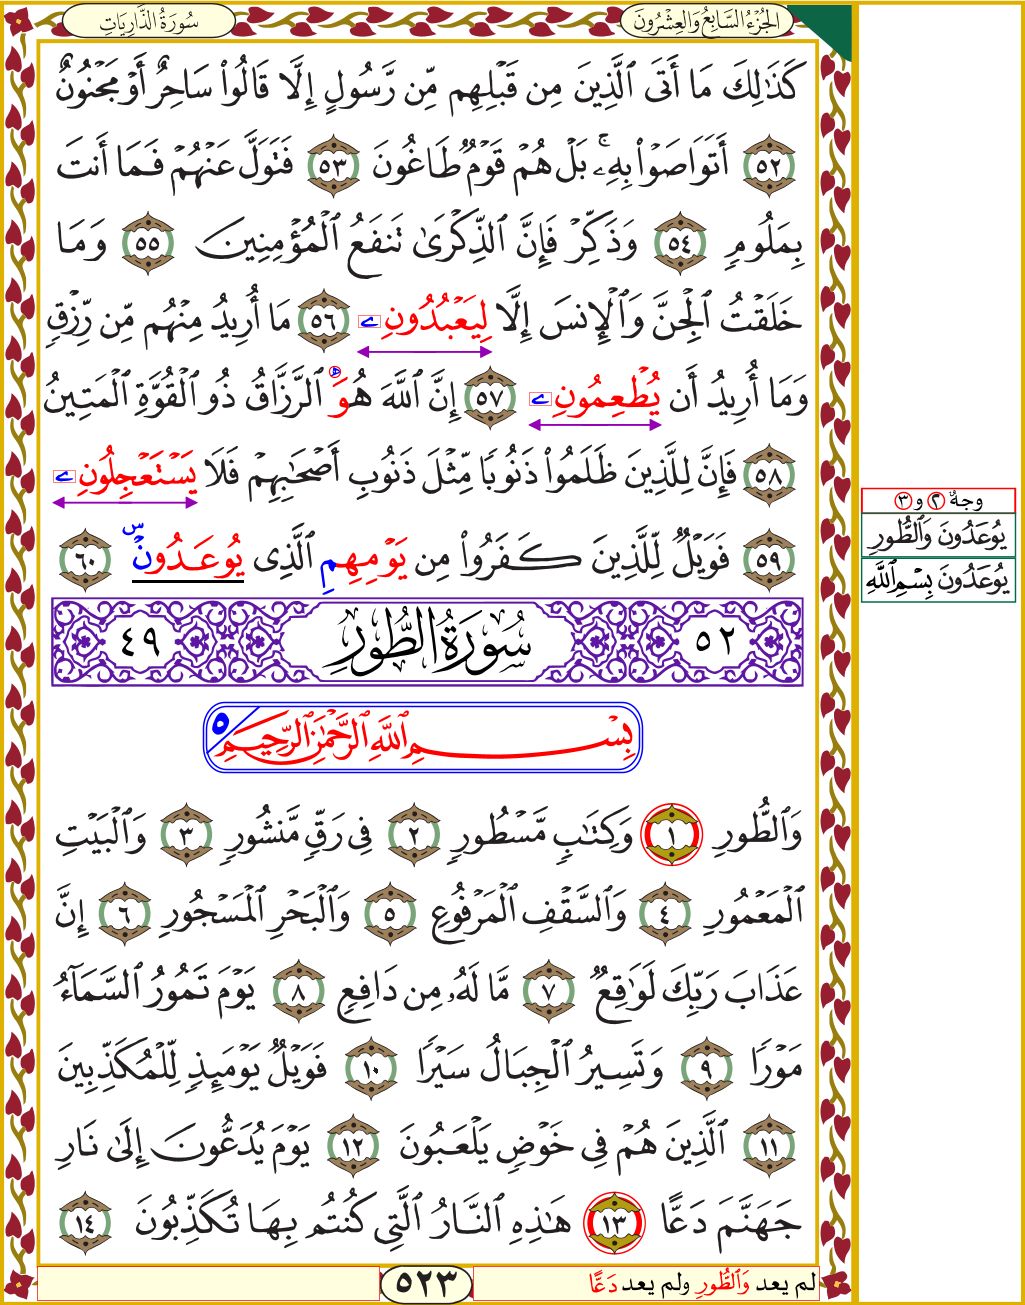 الجُزْءُ السَّابِعُ وَالعِشْرُونَ
سُورَةُ الذَّارِيَاتِ
كَذَٰلِكَ مَا أَتَى ٱلَّذِينَ مِن قَبْلِهِم مِّن رَّسُولٍ إِلَّا قَالُوا۟ سَاحِرٌ أَوْ مَجْنُونٌ
٥٢ أَتَوَاصَوْا۟ بِهِۦ ۚ بَلْ هُمْ قَوْمٌ طَاغُونَ ٥٣ فَتَوَلَّ عَنْهُمْ فَمَا أَنتَ
بِمَلُومٍ ٥٤ وَذَكِّرْ فَإِنَّ ٱلذِّكْرَىٰ تَنفَعُ ٱلْمُؤْمِنِينَ ٥٥ وَمَا
خَلَقْتُ ٱلْجِنَّ وَٱلْإِنسَ إِلَّا لِيَعْبُدُونِۦ ٥٦ مَا أُرِيدُ مِنْهُم مِّن رِّزْقٍ
وَمَا أُرِيدُ أَن يُطْعِمُونِۦ ٥٧ إِنَّ ٱللَّهَ هُوَ ٱلرَّزَّاقُ ذُو ٱلْقُوَّةِ ٱلْمَتِينُ
٥٨ فَإِنَّ لِلَّذِينَ ظَلَمُوا۟ ذَنُوبًا مِّثْلَ ذَنُوبِ أَصْحَٰبِهِمْ فَلَا يَسْتَعْجِلُونِۦ
٥٩ فَوَيْلٌ لِّلَّذِينَ كَفَرُوا۟ مِن يَوْمِهِمِ ٱلَّذِى يُوعَدُونَ س ٦٠
٥٢ سُورَةُ الطُّورِ ٤٩
بِسْمِ ٱللَّهِ ٱلرَّحْمَٰنِ ٱلرَّحِيمِ ٥
وَٱلطُّورِ ١ وَكِتَٰبٍ مَّسْطُورٍ ٢ فِى رَقٍّ مَّنشُورٍ ٣ وَٱلْبَيْتِ
ٱلْمَعْمُورِ ٤ وَٱلسَّقْفِ ٱلْمَرْفُوعِ ٥ وَٱلْبَحْرِ ٱلْمَسْجُورِ ٦ إِنَّ
عَذَابَ رَبِّكَ لَوَٰقِعٌ ٧ مَّا لَهُۥ مِن دَافِعٍ ٨ يَوْمَ تَمُورُ ٱلسَّمَآءُ
مَوْرًا ٩ وَتَسِيرُ ٱلْجِبَالُ سَيْرًا ١٠ فَوَيْلٌ يَوْمَئِذٍ لِّلْمُكَذِّبِينَ
١١ ٱلَّذِينَ هُمْ فِى خَوْضٍ يَلْعَبُونَ ١٢ يَوْمَ يُدَعُّونَ إِلَىٰ نَارِ
جَهَنَّمَ دَعًّا ١٣ هَٰذِهِ ٱلنَّارُ ٱلَّتِى كُنتُم بِهَا تُكَذِّبُونَ ١٤
لم يعد وَٱلطُّورِ ولم يعد دَعًّا
٥٢٣
وجهٌ ٢ و ٣
يُوعَدُونَ وَٱلطُّورِ
يُوعَدُونَ بِسْمِ ٱللَّهِ